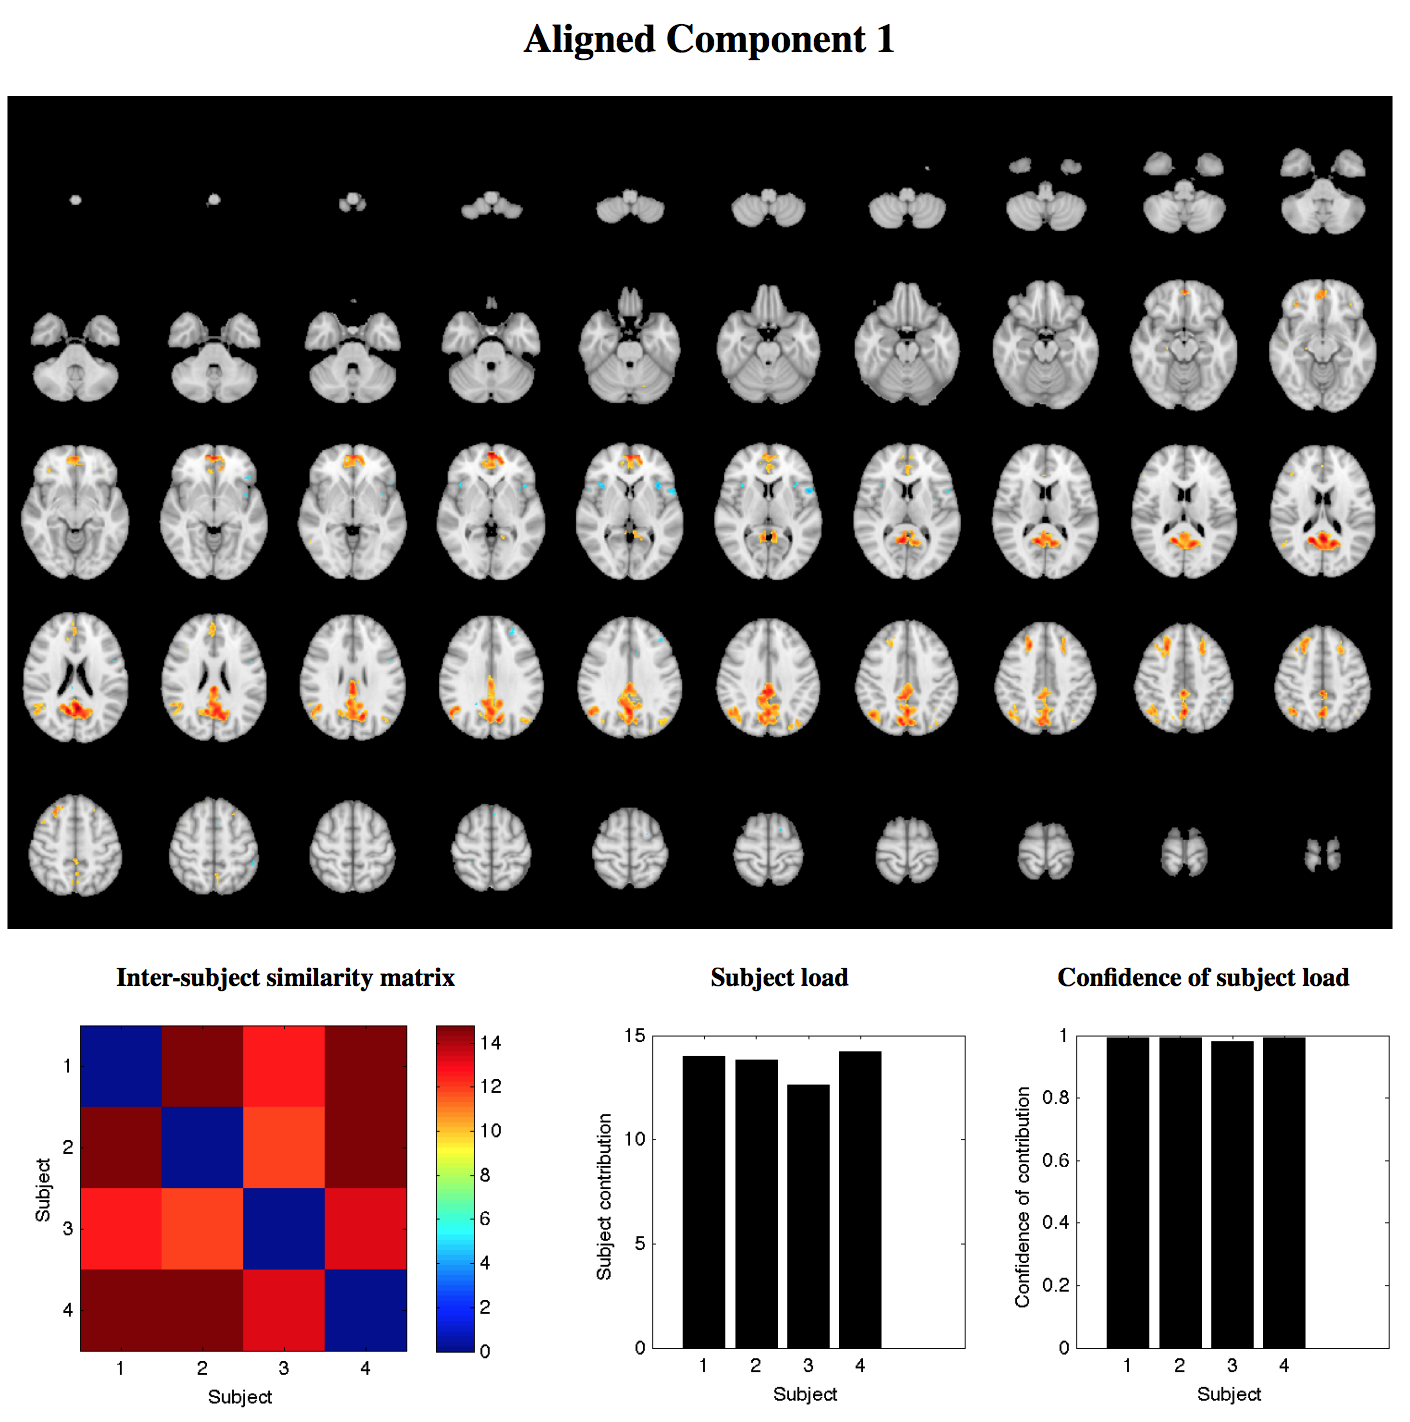 Aligned Component 1
Inter-subject similarity matrix
Subject load
Confidence of subject load
1
2
3
4
Subject
1 2 3 4
Subject
14
12
10
8
6
4
2
0
15
10
5
0
Subject contribution
1 2 3 4
Subject
1
0.8
0.6
0.4
0.2
0
Confidence of contribution
1 2 3 4
Subject